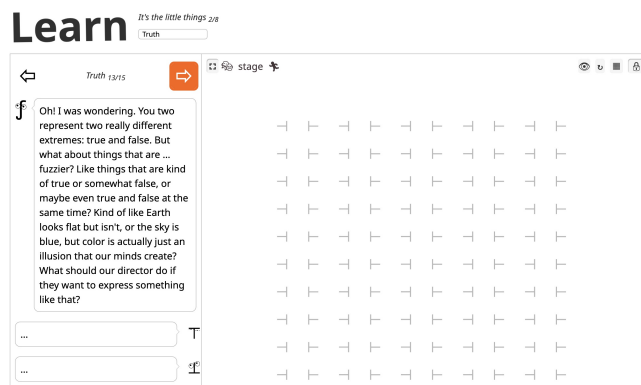 Learn
It's the little things 2/8
Truth
Truth 13/15
stage
Oh! I was wondering. You two
represent two really different
extremes: true and false. But
what about things that are ...
fuzzier? Like things that are kind
of true or somewhat false, or
maybe even true and false at the
same time? Kind of like Earth
looks flat but isn't, or the sky is
blue, but color is actually just an
illusion that our minds create?
What should our director do if
they want to express something
like that?
...
...